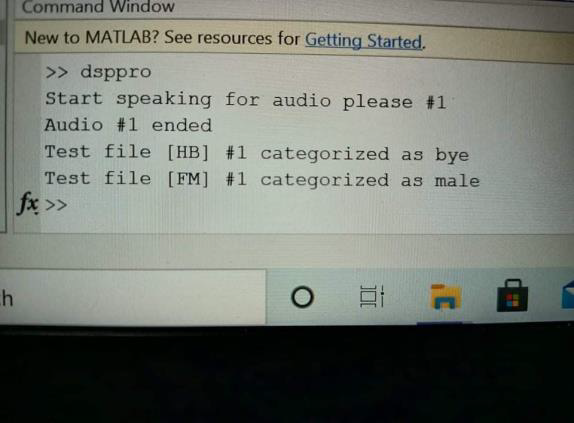 Command Window
New to MATLAB? See resources for Getting Started.
>> dsppro
Start speaking for audio please #1
Audio #1 ended
Test file [HB] #1 categorized as bye
Test file [FM] #1 categorized as male
fx >>
h